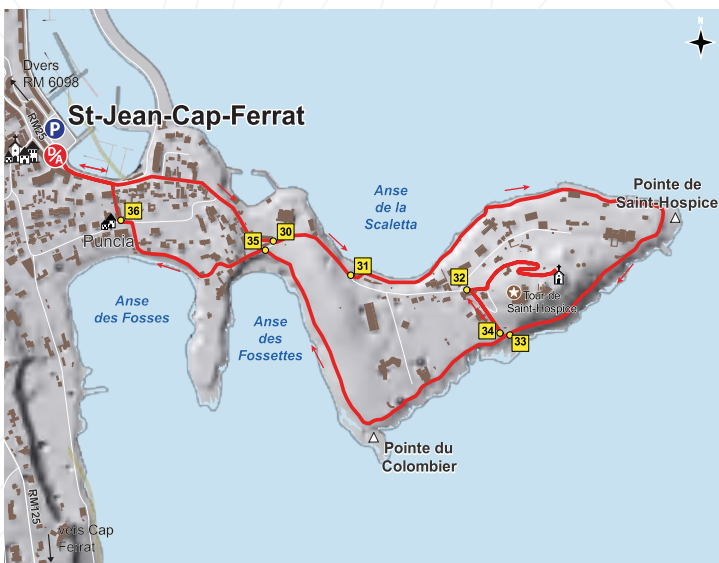 N
Dvers
RM 6098
RM25
P
St-Jean-Cap-Ferrat
D/A
36
Puncia
Anse
de la
Scaletta
Pointe de
Saint-Hospice
35
30
31
32
Tour de
Saint-Hospice
34
33
Anse
des Fosses
Anse
des
Fossettes
Pointe du
Colombier
RM125
vers Cap
Ferrat